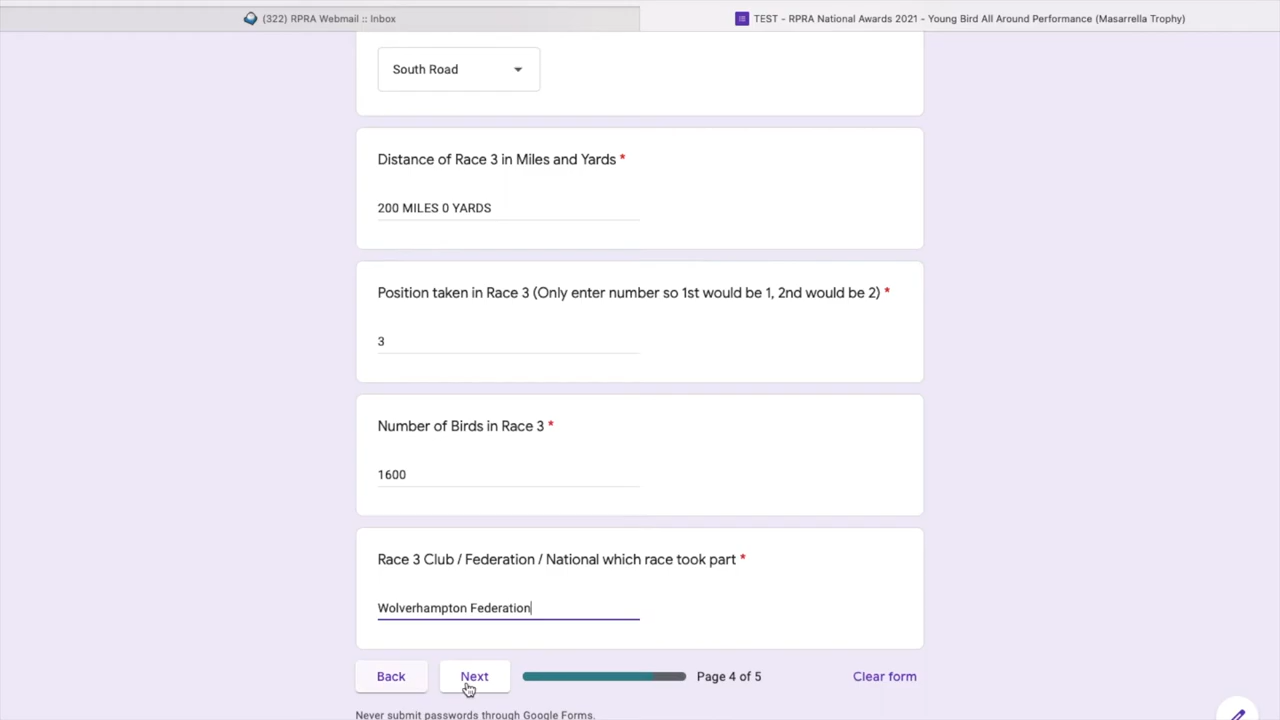 (322) RPRA Webmail :: Inbox
TEST - RPRA National Awards 2021 - Young Bird All Around Performance (Masarrella Trophy)
South Road
Distance of Race 3 in Miles and Yards *
200 MILES 0 YARDS
Position taken in Race 3 (Only enter number so 1st would be 1, 2nd would be 2) *
3
Number of Birds in Race 3 *
1600
Race 3 Club / Federation / National which race took part *
Wolverhampton Federation
Back
Next
Page 4 of 5
Clear form
Never submit passwords through Google Forms.